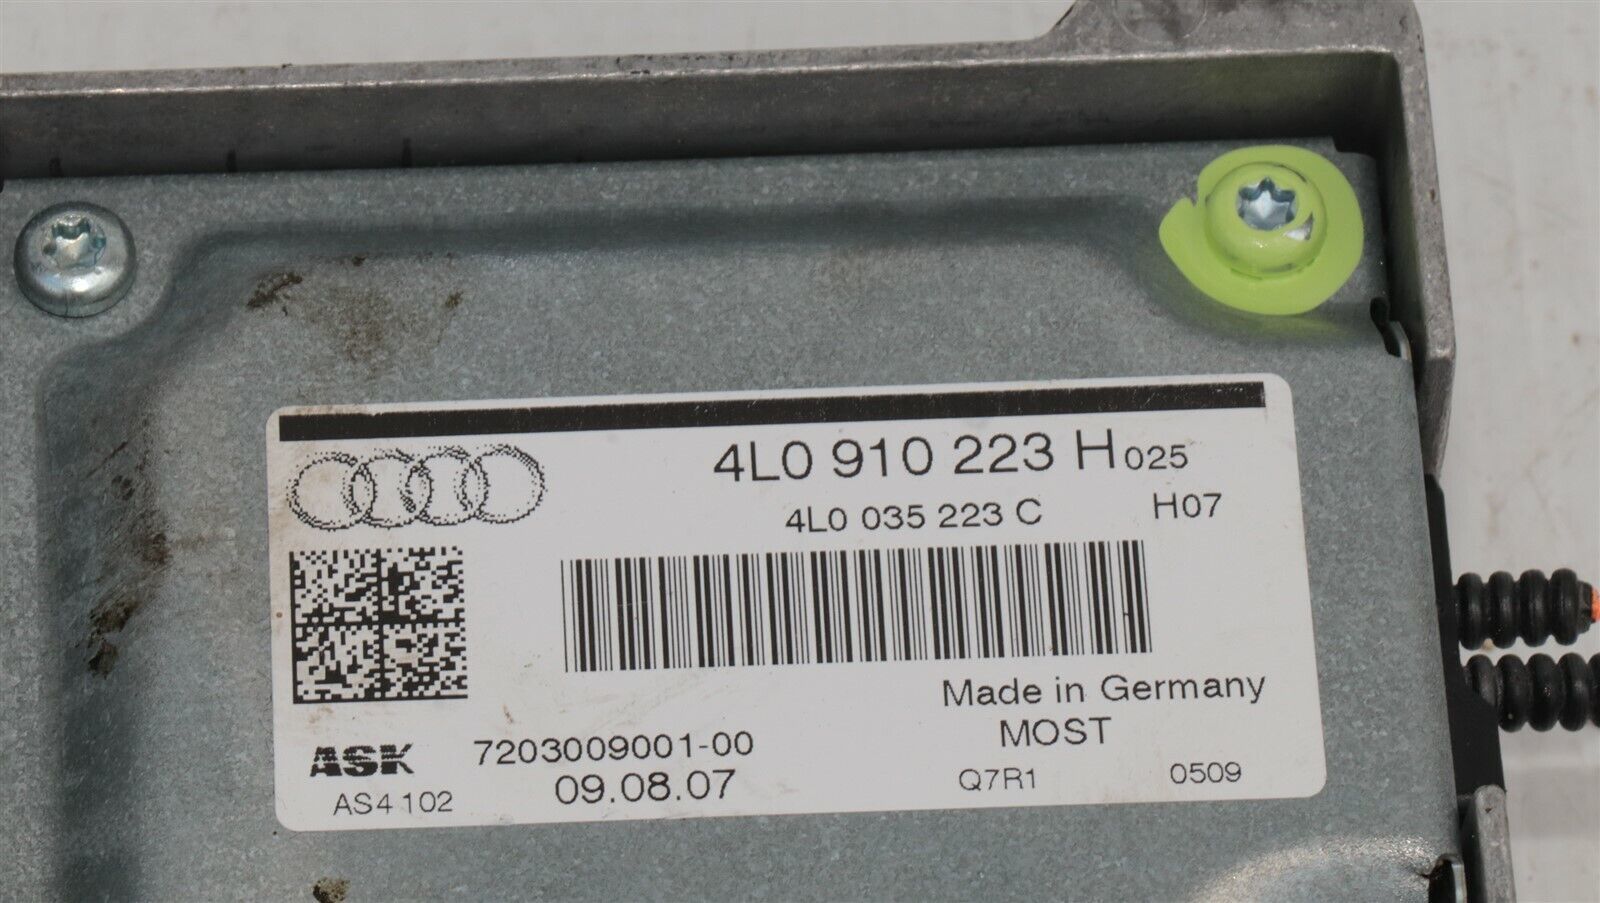 4L0 910 223 H 025
4L0 035 223 C H07
Made in Germany
ASK 7203009001-00 MOST
AS4 102 09.08.07 Q7R1 0509